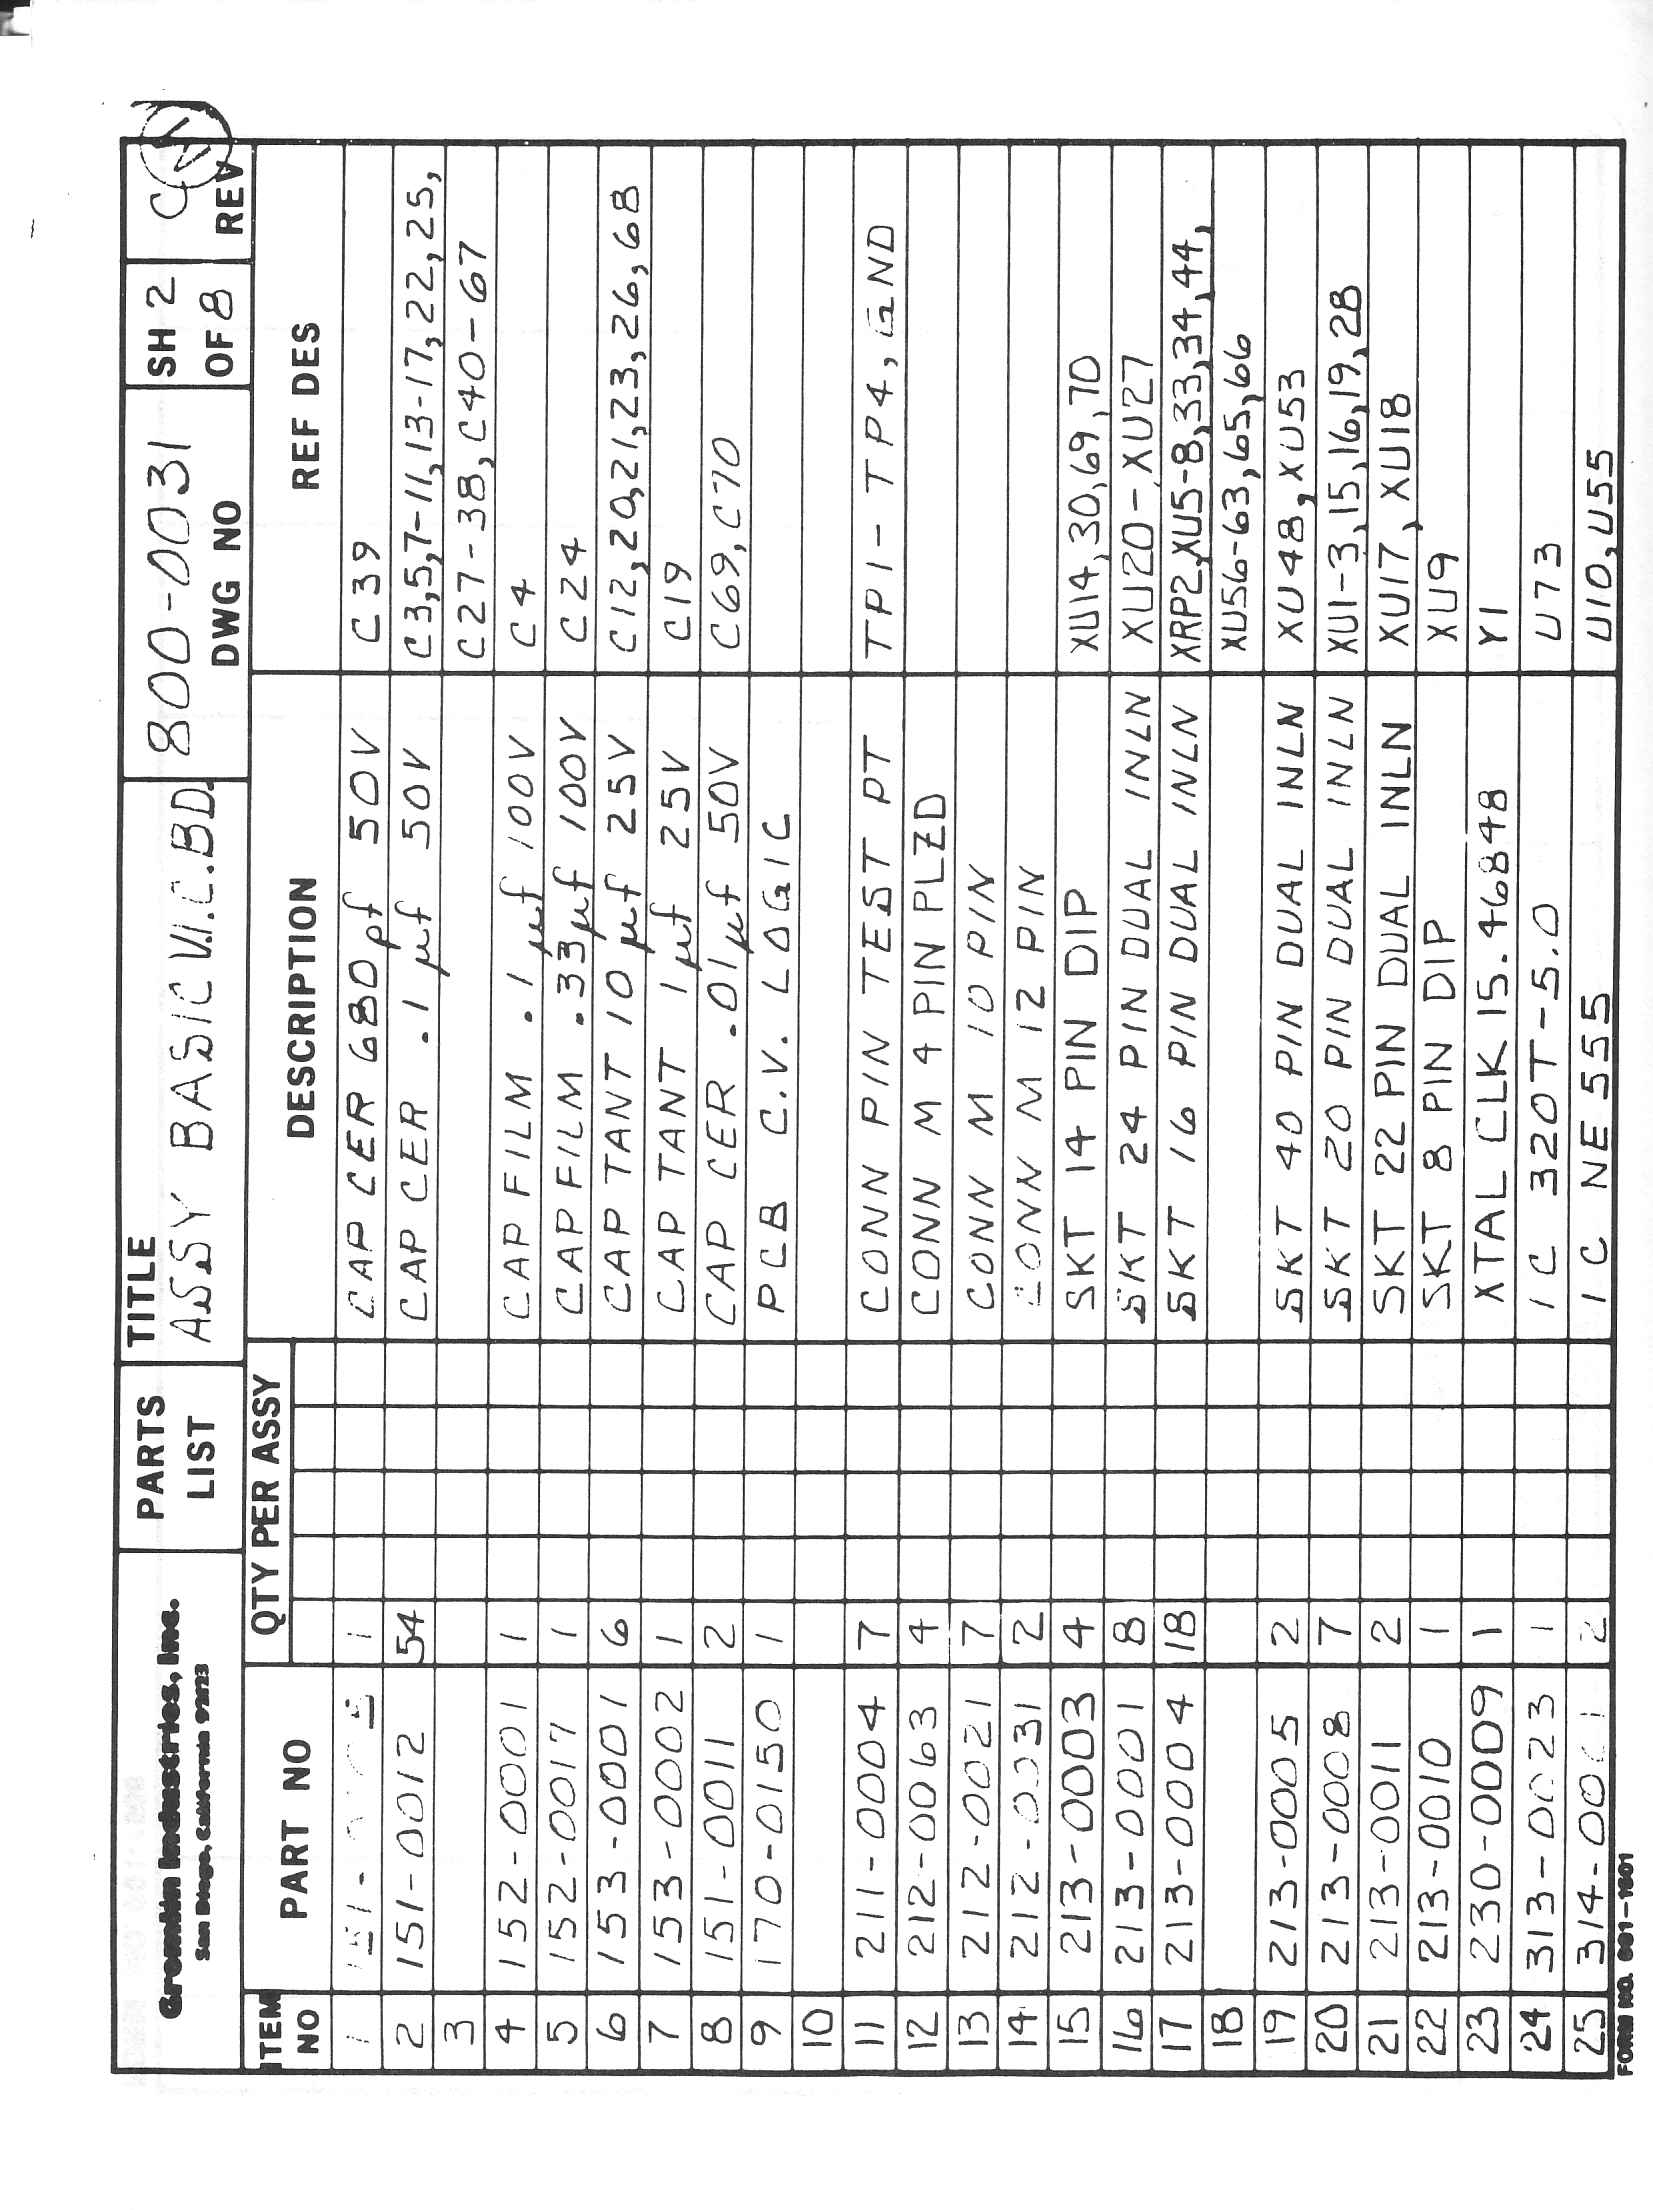 Gremlin Industries, Inc.
San Diego, California 92123
PARTS LIST
TITLE
ASSY BASIC V.I.C. BD.
800-0031
DWG NO
SH 2
OF 8
C
REV
ITEM NO PART NO QTY PER ASSY DESCRIPTION REF DES
1 1 CAP CER 680 pf 50V C39
2 151-0012 54 CAP CER .1 µf 50V C3,5,7-11,13-17,22,25,
3 C27-38, C40-67
4 152-0001 1 CAP FILM .1 µf 100V C4
5 152-0017 1 CAP FILM .33 µf 100V C24
6 153-0001 6 CAP TANT 10 µf 25V C12,20,21,23,26,68
7 153-0002 1 CAP TANT 1 µf 25V C19
8 151-0011 2 CAP CER .01 µf 50V C69,C70
9 170-0150 1 PCB C.V. LOGIC
10
11 211-0004 7 CONN PIN TEST PT TP1-TP4, GND
12 212-0063 4 CONN M 4 PIN PLZD
13 212-0021 7 CONN M 10 PIN
14 212-0031 2 CONN M 12 PIN
15 213-0003 4 SKT 14 PIN DIP XU14,30,69,70
16 213-0001 8 SKT 24 PIN DUAL INLN XU20-XU27
17 213-0004 18 SKT 16 PIN DUAL INLN XRP2,XU5-8,33,34,44,
18 XU56-63,65,66
19 213-0005 2 SKT 40 PIN DUAL INLN XU48,XU53
20 213-0008 7 SKT 20 PIN DUAL INLN XU1-3,15,16,19,28
21 213-0011 2 SKT 22 PIN DUAL INLN XU17, XU18
22 213-0010 1 SKT 8 PIN DIP XU9
23 230-0009 1 XTAL CLK 15.46848 Y1
24 313-0023 1 IC 320T-5.0 U73
25 314-0001 2 IC NE555 U10,U55
FORM NO. 001-1001